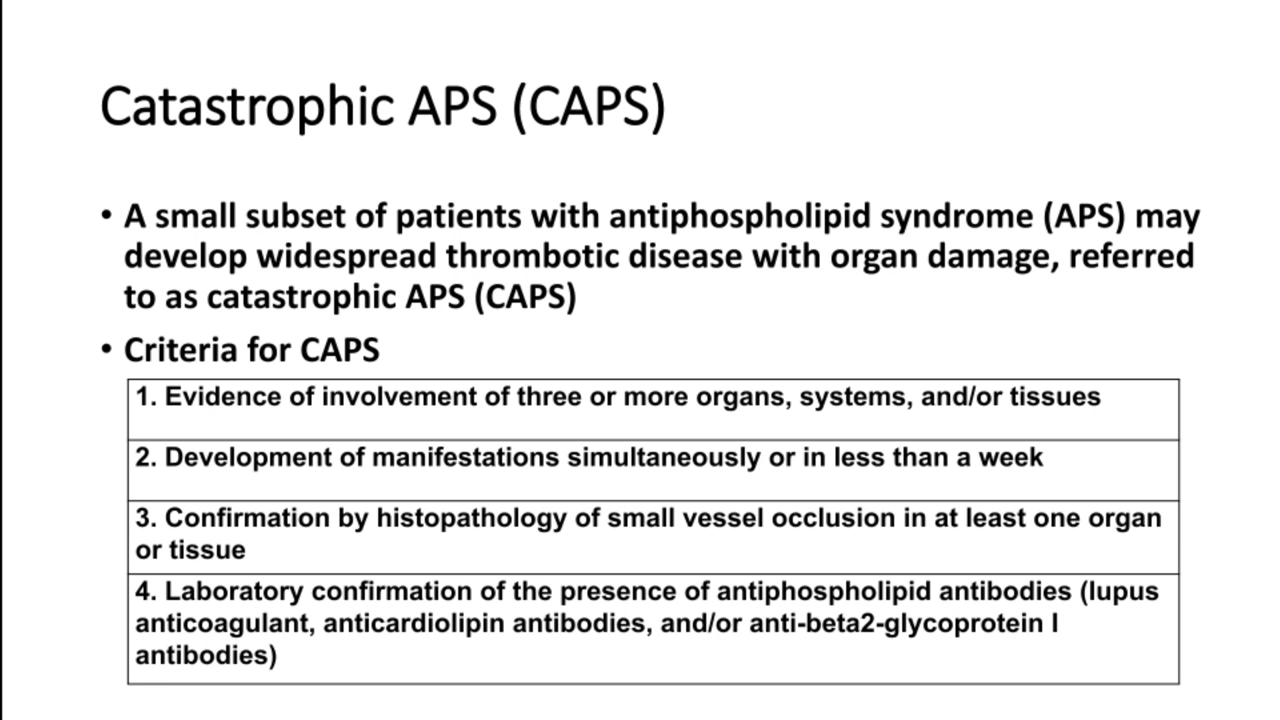 Catastrophic APS (CAPS)
• A small subset of patients with antiphospholipid syndrome (APS) may
develop widespread thrombotic disease with organ damage, referred
to as catastrophic APS (CAPS)
• Criteria for CAPS
1. Evidence of involvement of three or more organs, systems, and/or tissues
2. Development of manifestations simultaneously or in less than a week
3. Confirmation by histopathology of small vessel occlusion in at least one organ
or tissue
4. Laboratory confirmation of the presence of antiphospholipid antibodies (lupus
anticoagulant, anticardiolipin antibodies, and/or anti-beta2-glycoprotein I
antibodies)